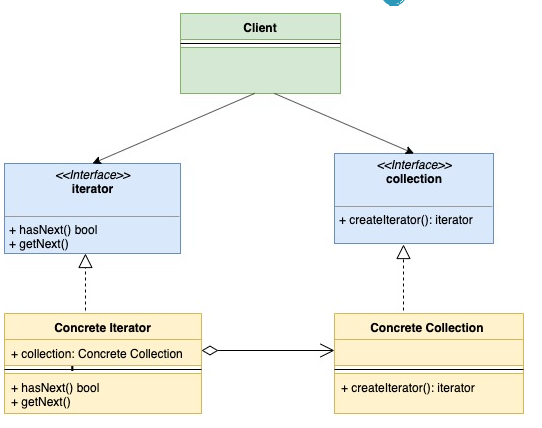 Client
<<Interface>>
iterator
+ hasNext() bool
+ getNext()
<<Interface>>
collection
+ createIterator(): iterator
Concrete Iterator
+ collection: Concrete Collection
+ hasNext() bool
+ getNext()
Concrete Collection
+ createIterator(): iterator